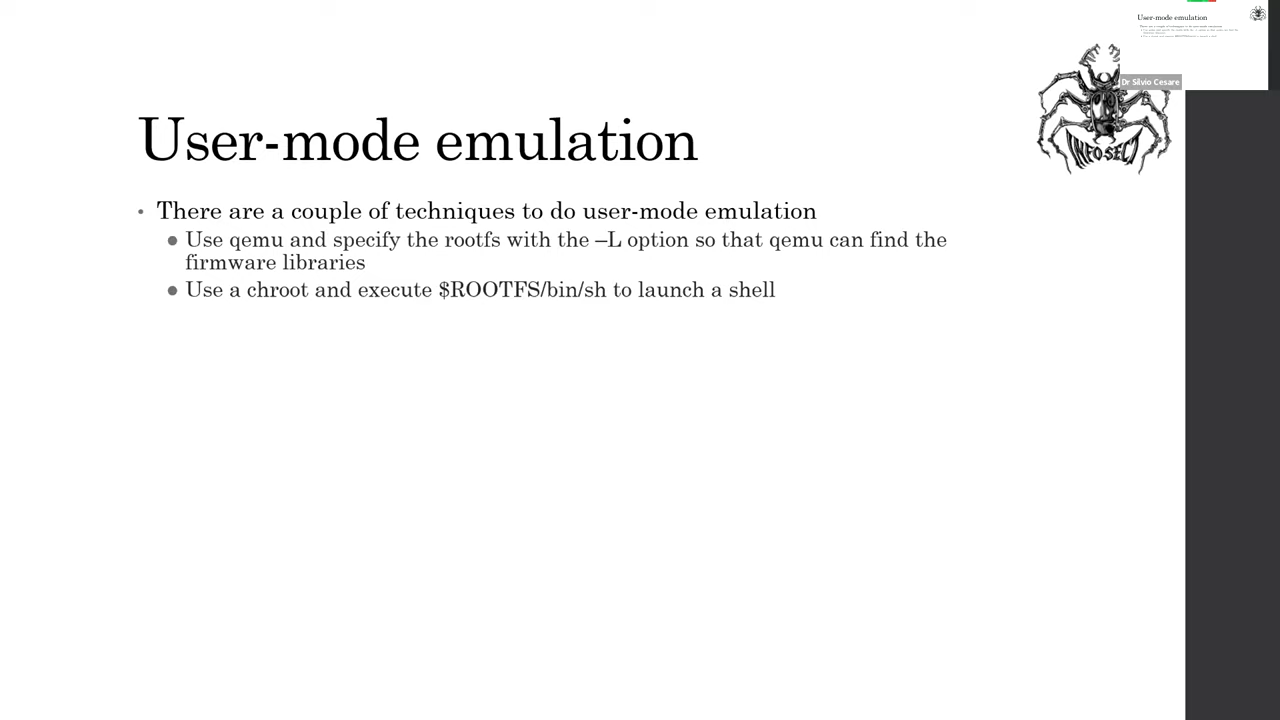 User-mode emulation
Dr Silvio Cesare
INFOSECT
User-mode emulation
• There are a couple of techniques to do user-mode emulation
● Use qemu and specify the rootfs with the –L option so that qemu can find the
firmware libraries
● Use a chroot and execute $ROOTFS/bin/sh to launch a shell